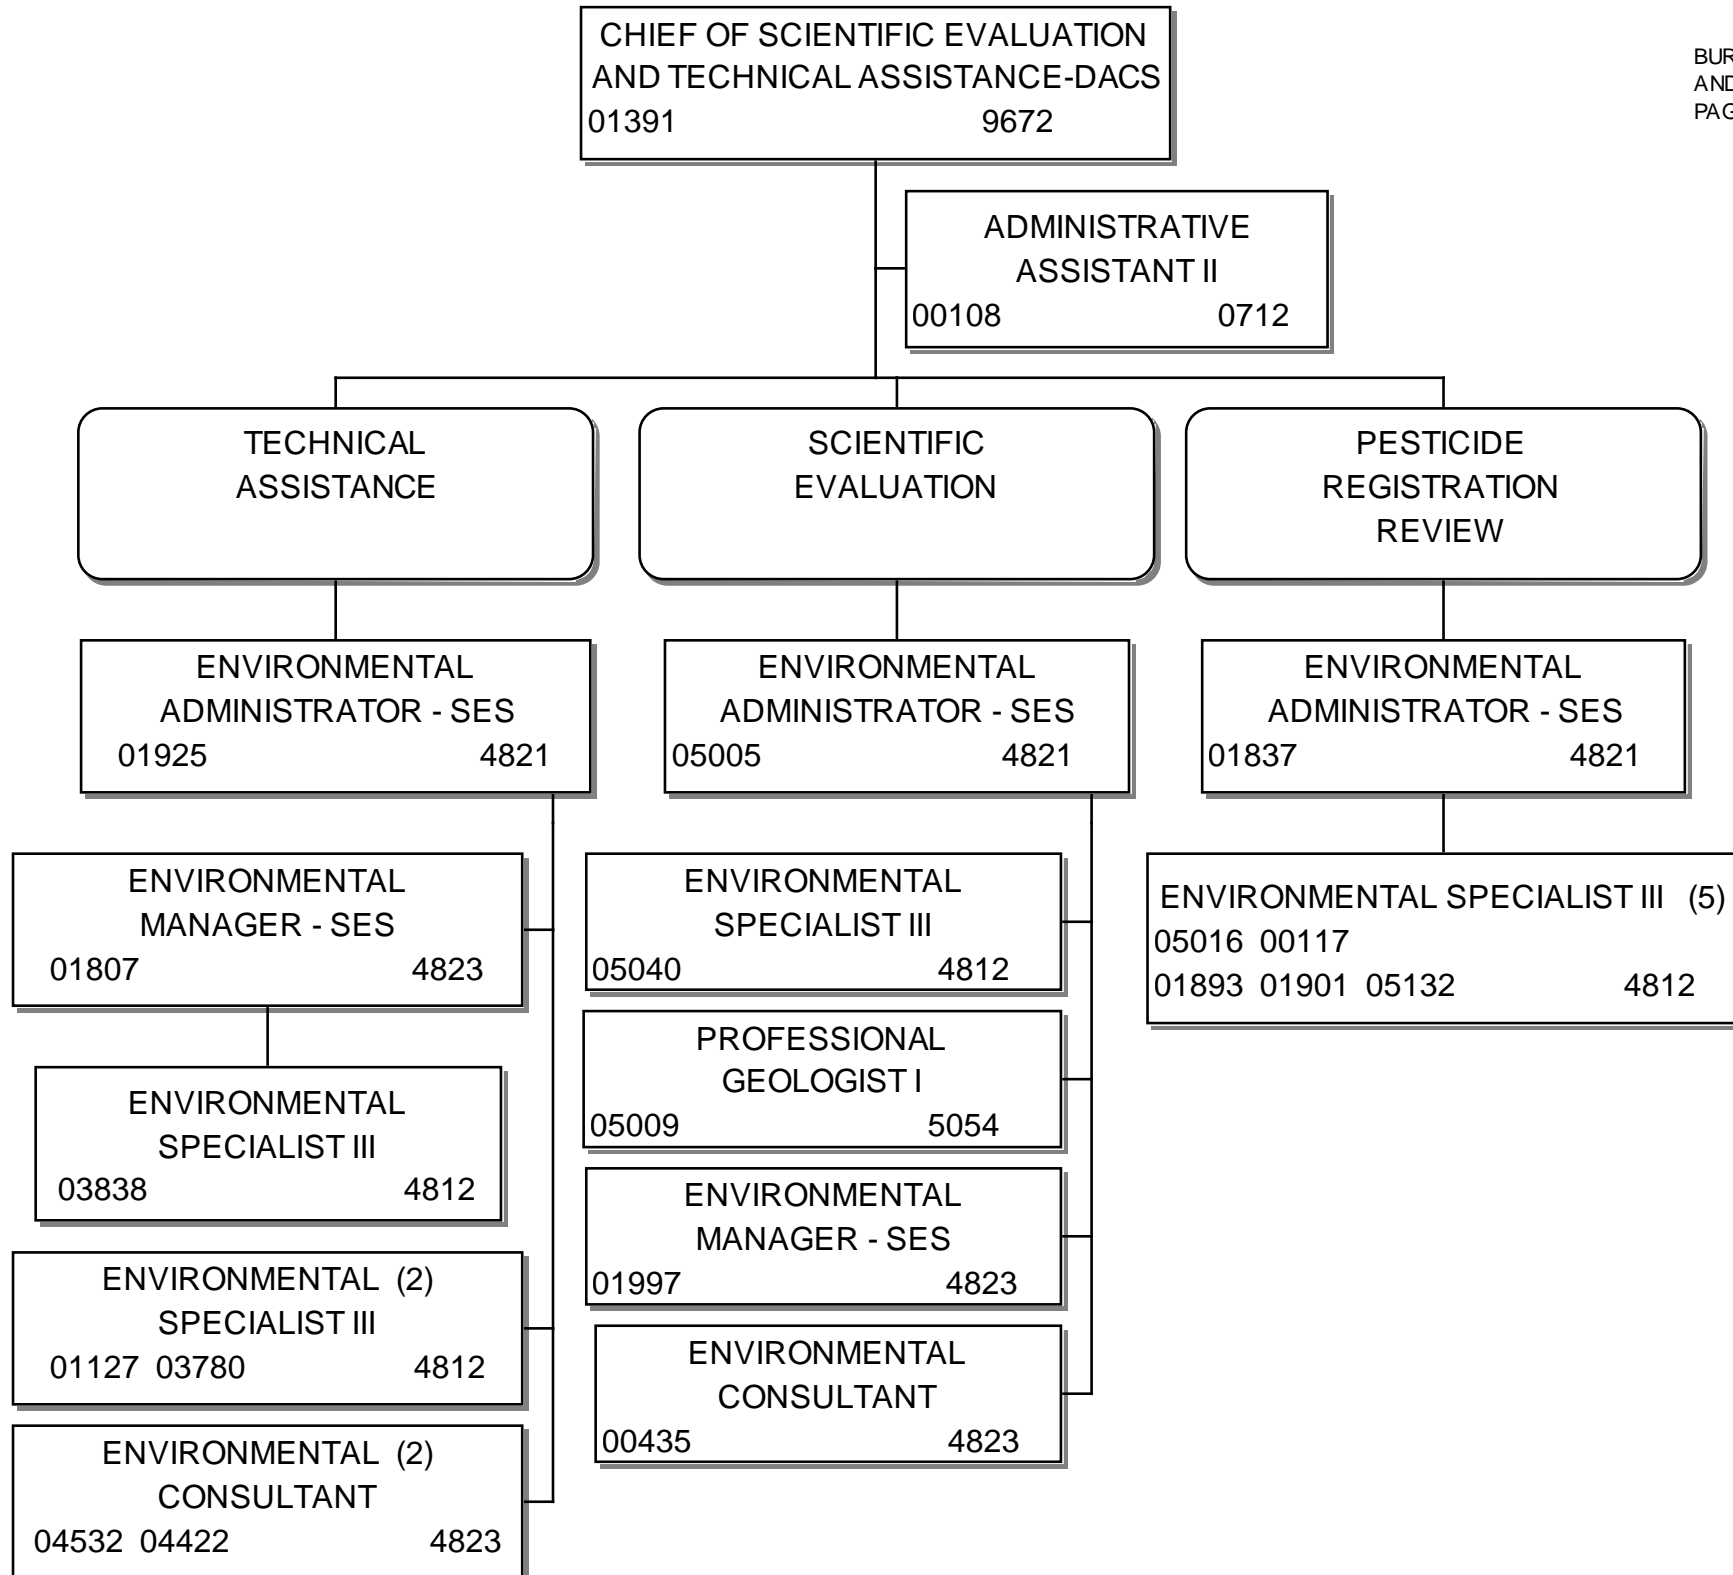 CHIEF OF SCIENTIFIC EVALUATION
AND TECHNICAL ASSISTANCE-DACS
01391 9672
ADMINISTRATIVE
ASSISTANT II
00108 0712
TECHNICAL
ASSISTANCE
SCIENTIFIC
EVALUATION
PESTICIDE
REGISTRATION
REVIEW
ENVIRONMENTAL
ADMINISTRATOR - SES
01925 4821
ENVIRONMENTAL
ADMINISTRATOR - SES
05005 4821
ENVIRONMENTAL
ADMINISTRATOR - SES
01837 4821
ENVIRONMENTAL
MANAGER - SES
01807 4823
ENVIRONMENTAL
SPECIALIST III
03838 4812
ENVIRONMENTAL (2)
SPECIALIST III
01127 03780 4812
ENVIRONMENTAL (2)
CONSULTANT
04532 04422 4823
ENVIRONMENTAL
SPECIALIST III
05040 4812
PROFESSIONAL
GEOLOGIST I
05009 5054
ENVIRONMENTAL
MANAGER - SES
01997 4823
ENVIRONMENTAL
CONSULTANT
00435 4823
ENVIRONMENTAL SPECIALIST III (5)
05016 00117
01893 01901 05132 4812